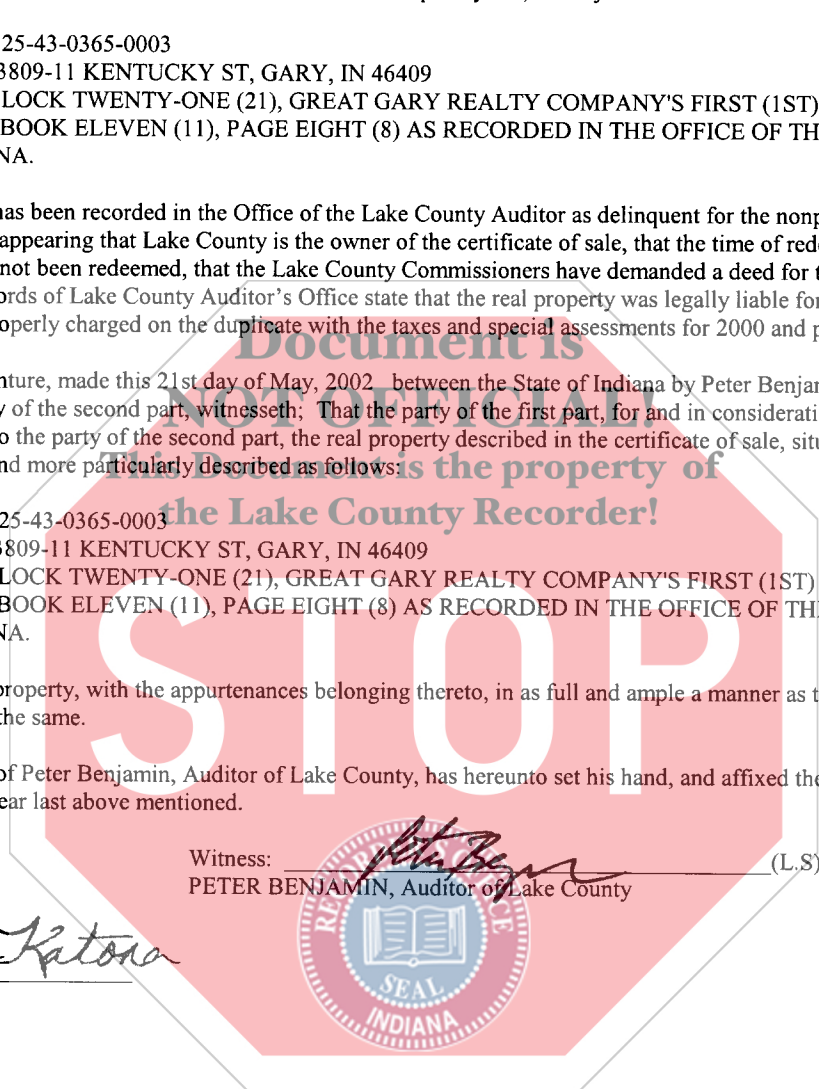 25-43-0365-0003
3809-11 KENTUCKY ST, GARY, IN 46409
LOCK TWENTY-ONE (21), GREAT GARY REALTY COMPANY'S FIRST (1ST)
BOOK ELEVEN (11), PAGE EIGHT (8) AS RECORDED IN THE OFFICE OF TH
NA.
has been recorded in the Office of the Lake County Auditor as delinquent for the nonp
appearing that Lake County is the owner of the certificate of sale, that the time of red
not been redeemed, that the Lake County Commissioners have demanded a deed for t
ords of Lake County Auditor's Office state that the real property was legally liable for
operly charged on the duplicate with the taxes and special assessments for 2000 and p
Document is
nture, made this 21st day of May, 2002 between the State of Indiana by Peter Benjam
NOT OFFICIAL!
y of the second part, witnesseth; That the party of the first part, for and in considerati
o the party of the second part, the real property described in the certificate of sale, situ
nd more particularly described as follows:
This Document is the property of
the Lake County Recorder!
25-43-0365-0003
3809-11 KENTUCKY ST, GARY, IN 46409
LOCK TWENTY-ONE (21), GREAT GARY REALTY COMPANY'S FIRST (1ST)
BOOK ELEVEN (11), PAGE EIGHT (8) AS RECORDED IN THE OFFICE OF THE
NA.
STOP
property, with the appurtenances belonging thereto, in as full and ample a manner as t
the same.
of Peter Benjamin, Auditor of Lake County, has hereunto set his hand, and affixed the
ear last above mentioned.
Witness: Peter Benjamin (L.S)
PETER BENJAMIN, Auditor of Lake County
Katona
RECORDER'S OFFICE
SEAL
INDIANA